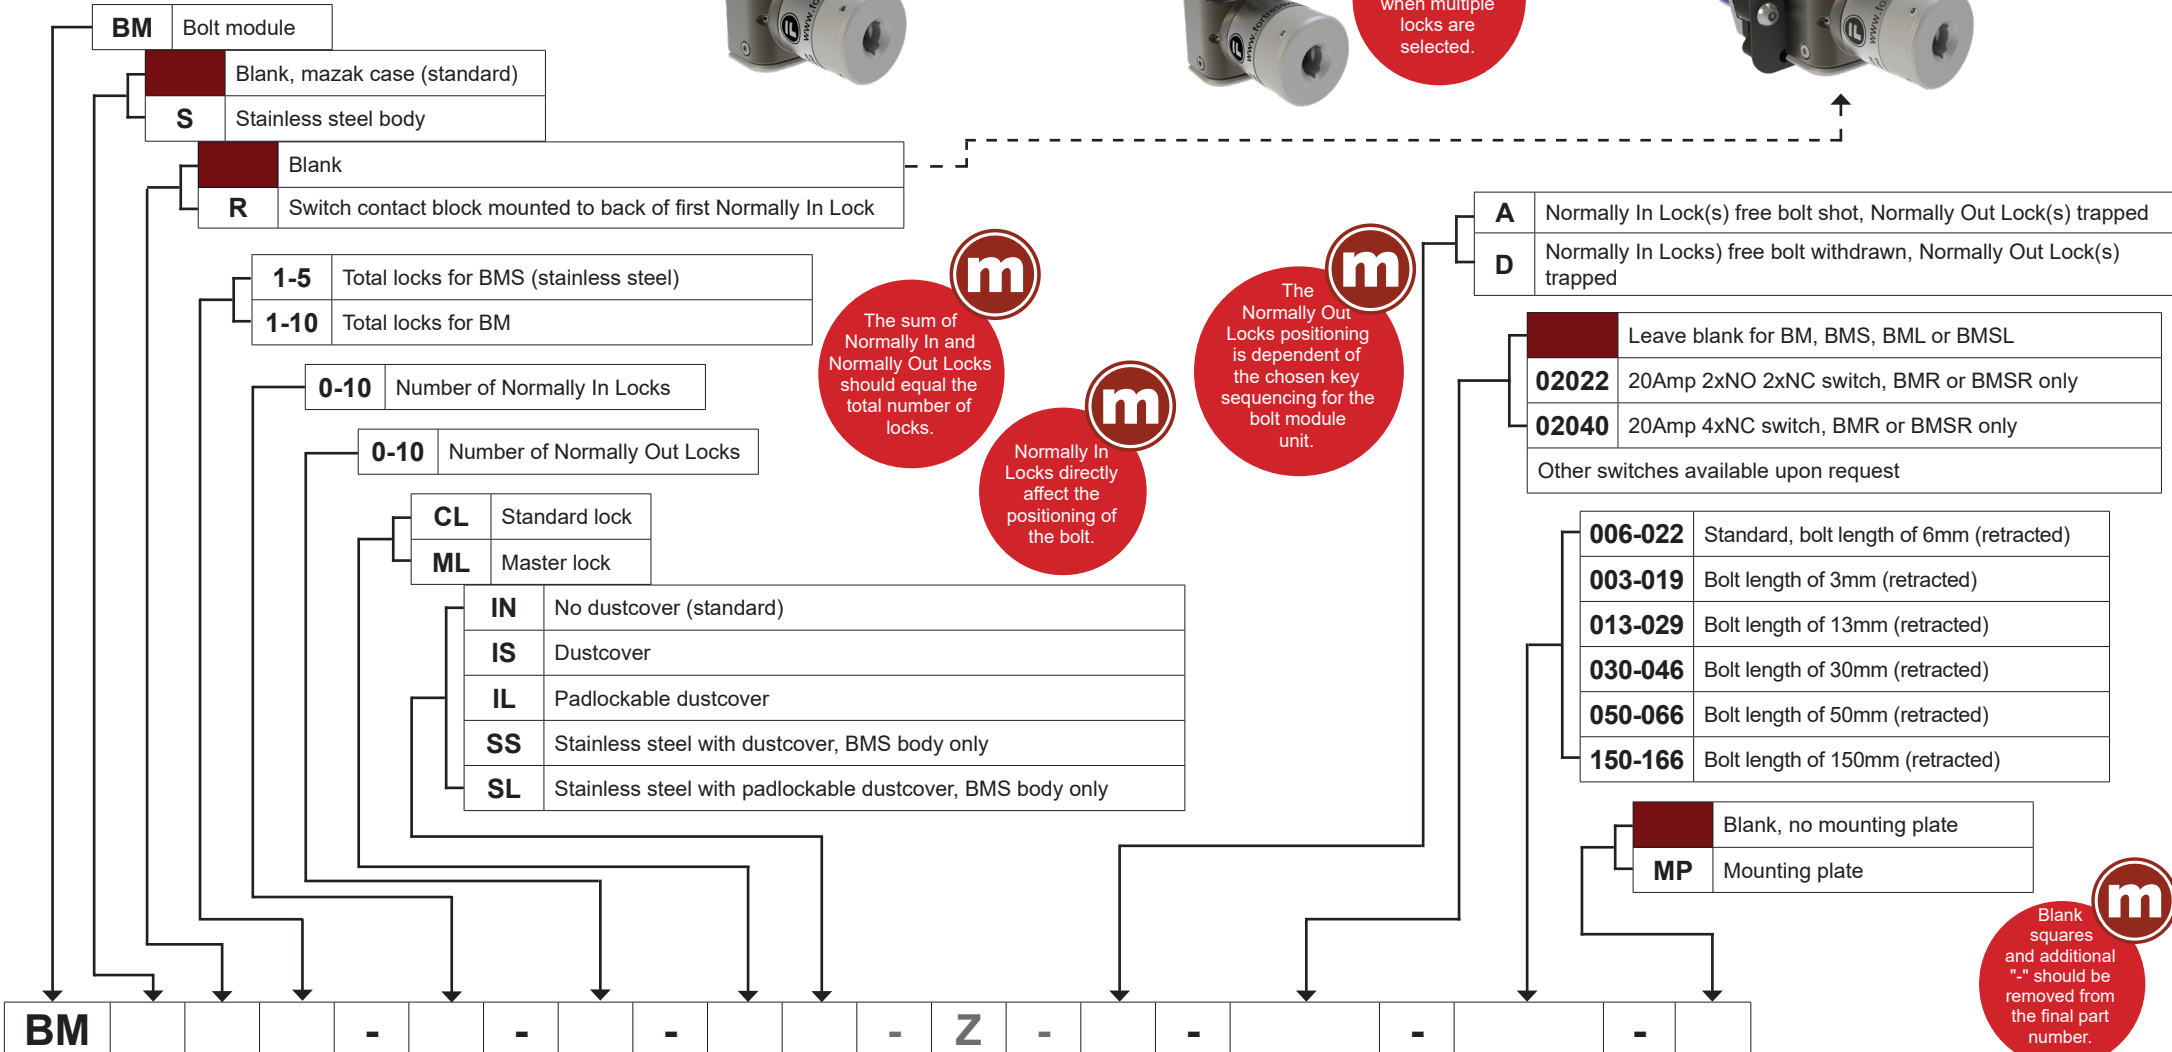 BM Bolt module
Blank, mazak case (standard)
S Stainless steel body
Blank
R Switch contact block mounted to back of first Normally In Lock
1-5 Total locks for BMS (stainless steel)
1-10 Total locks for BM
0-10 Number of Normally In Locks
0-10 Number of Normally Out Locks
CL Standard lock
ML Master lock
IN No dustcover (standard)
IS Dustcover
IL Padlockable dustcover
SS Stainless steel with dustcover, BMS body only
SL Stainless steel with padlockable dustcover, BMS body only
when multiple
locks are
selected.
m
The sum of
Normally In and
Normally Out Locks
should equal the
total number of
locks.
m
Normally In
Locks directly
affect the
positioning of
the bolt.
m
The
Normally Out
Locks positioning
is dependent of
the chosen key
sequencing for the
bolt module
unit.
A Normally In Lock(s) free bolt shot, Normally Out Lock(s) trapped
D Normally In Locks) free bolt withdrawn, Normally Out Lock(s)
trapped
Leave blank for BM, BMS, BML or BMSL
02022 20Amp 2xNO 2xNC switch, BMR or BMSR only
02040 20Amp 4xNC switch, BMR or BMSR only
Other switches available upon request
006-022 Standard, bolt length of 6mm (retracted)
003-019 Bolt length of 3mm (retracted)
013-029 Bolt length of 13mm (retracted)
030-046 Bolt length of 30mm (retracted)
050-066 Bolt length of 50mm (retracted)
150-166 Bolt length of 150mm (retracted)
Blank, no mounting plate
MP Mounting plate
m
Blank
squares
and additional
"-" should be
removed from
the final part
number.
BM - - - - Z - - - -